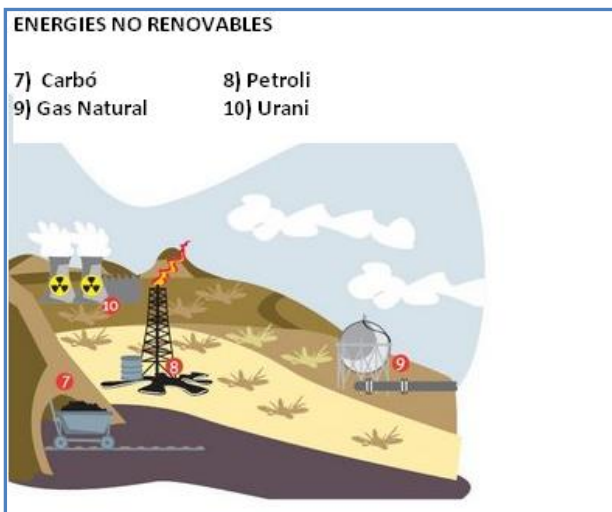 ENERGIES NO RENOVABLES
7) Carbó 8) Petroli
9) Gas Natural 10) Urani
10
9
8
7